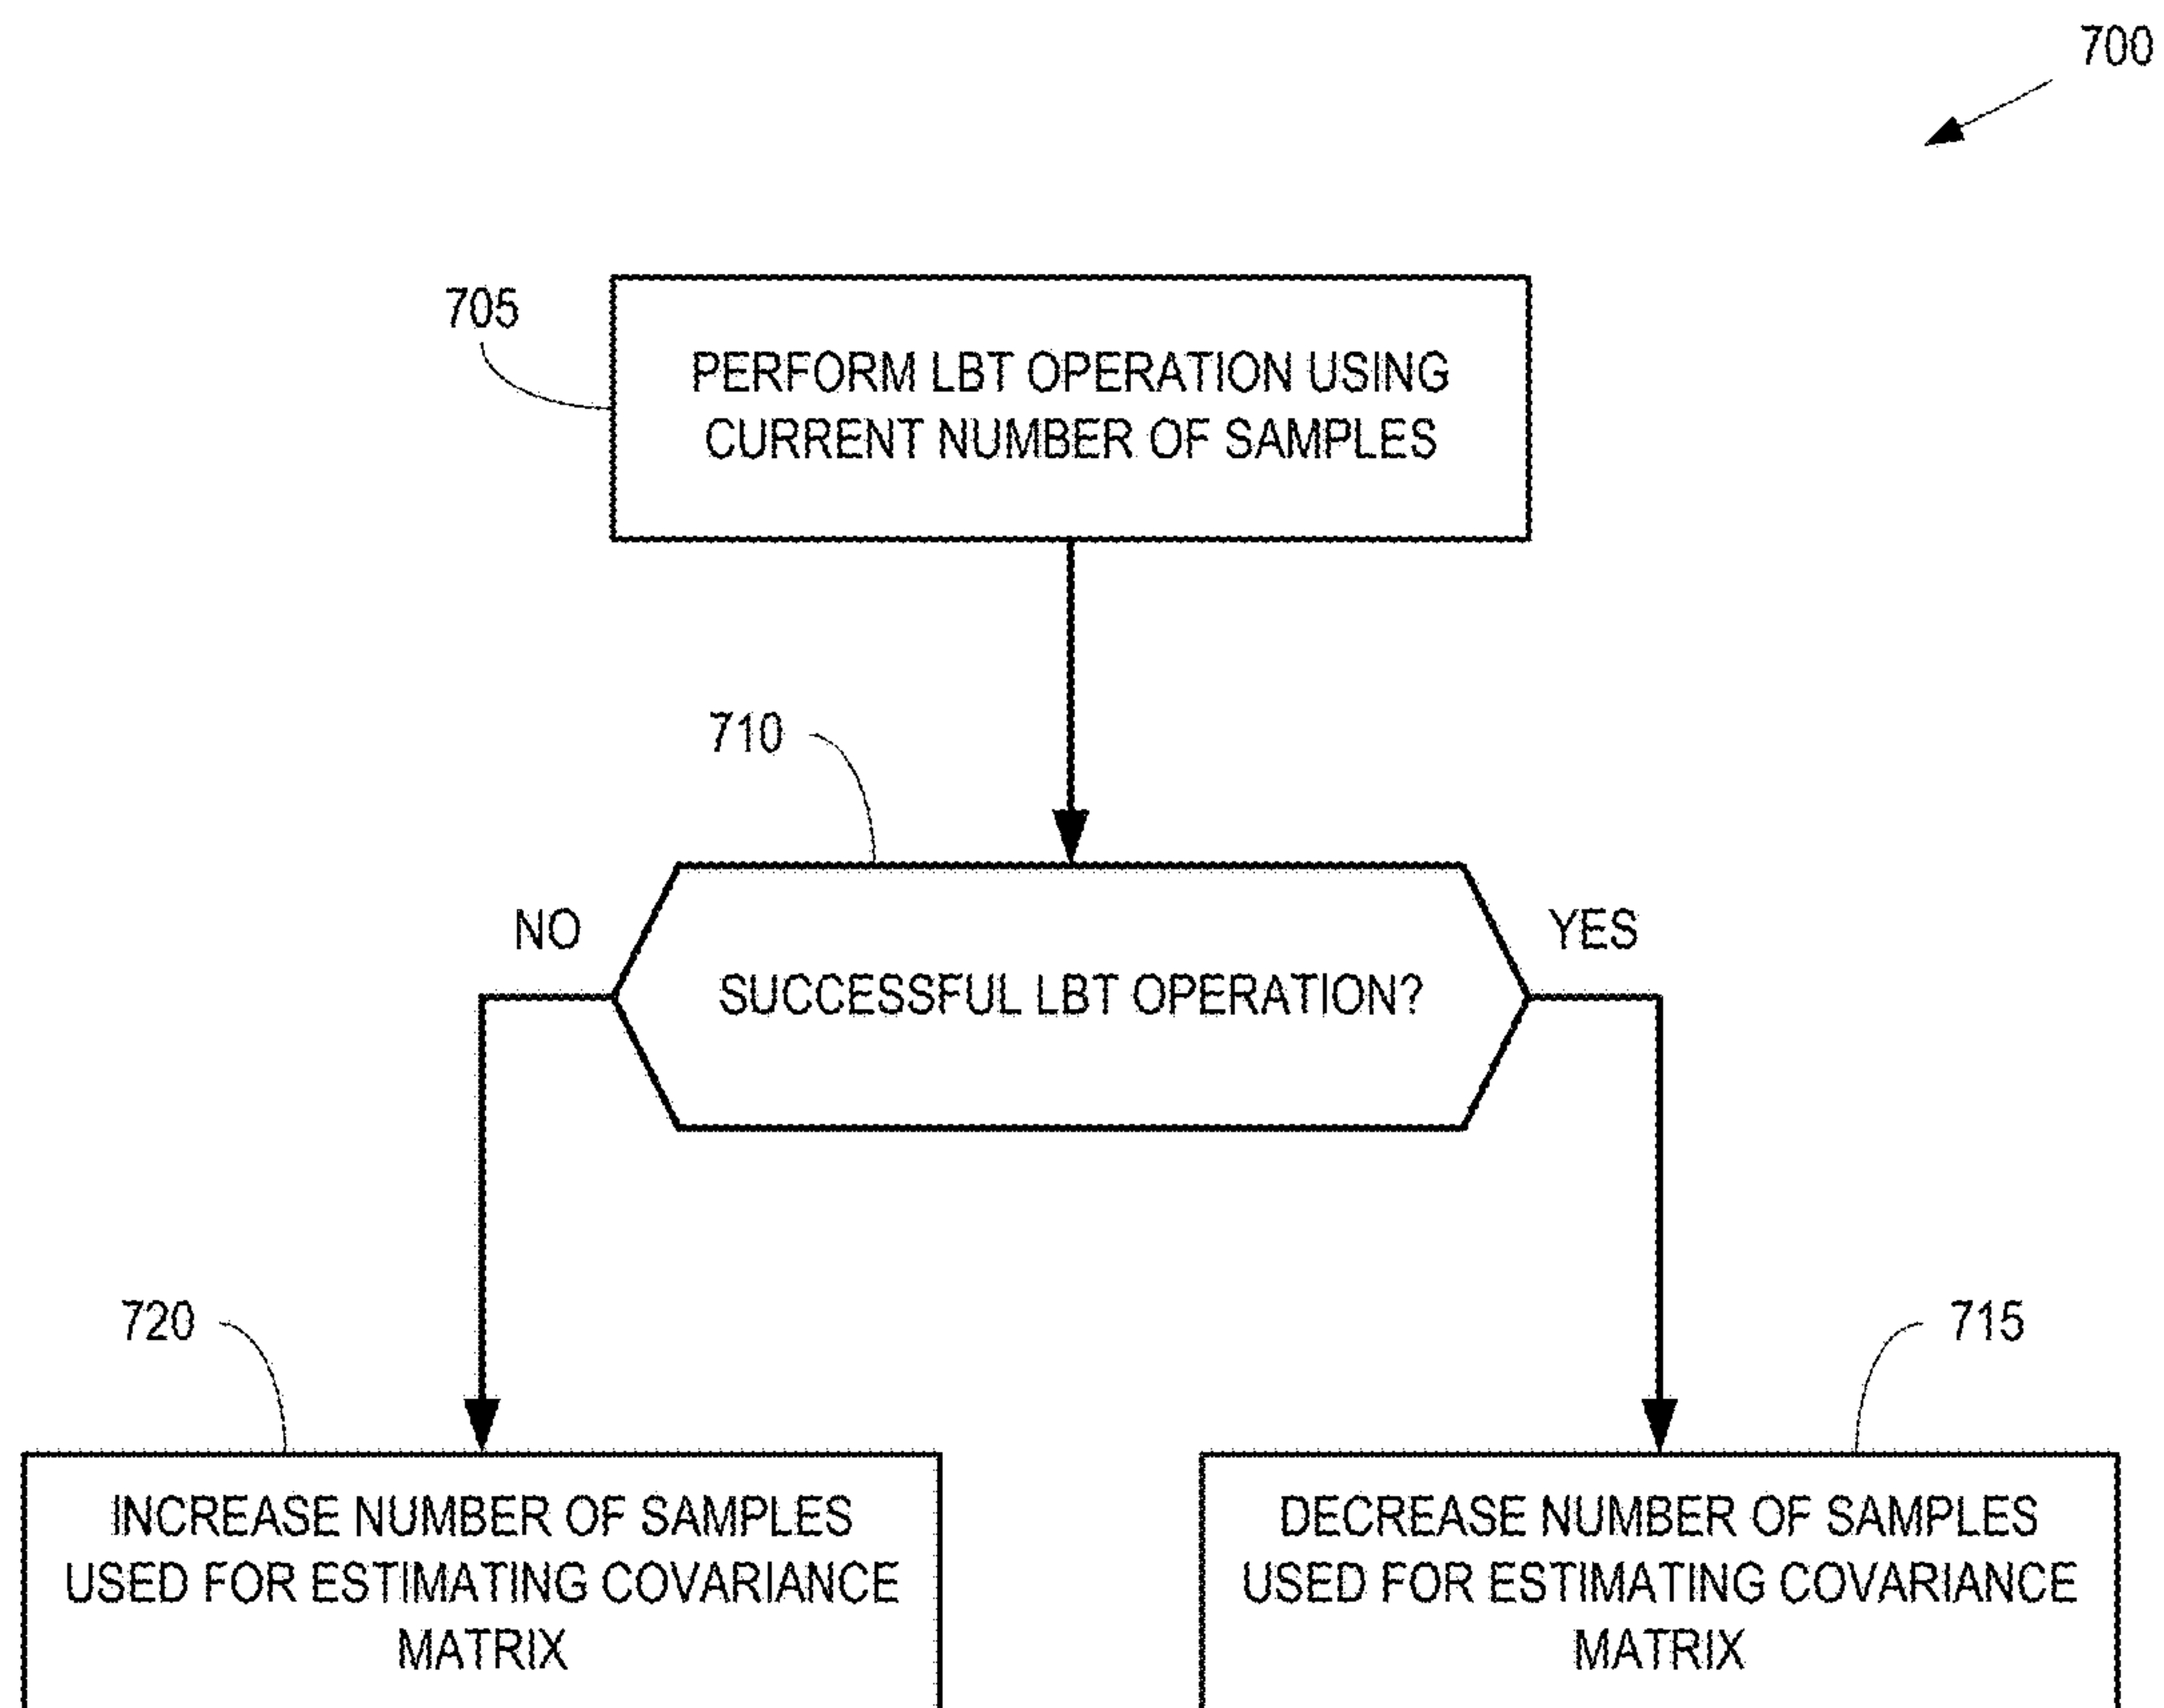 700
705
PERFORM LBT OPERATION USING
CURRENT NUMBER OF SAMPLES
710
NO
YES
SUCCESSFUL LBT OPERATION?
720
715
INCREASE NUMBER OF SAMPLES
USED FOR ESTIMATING COVARIANCE
MATRIX
DECREASE NUMBER OF SAMPLES
USED FOR ESTIMATING COVARIANCE
MATRIX